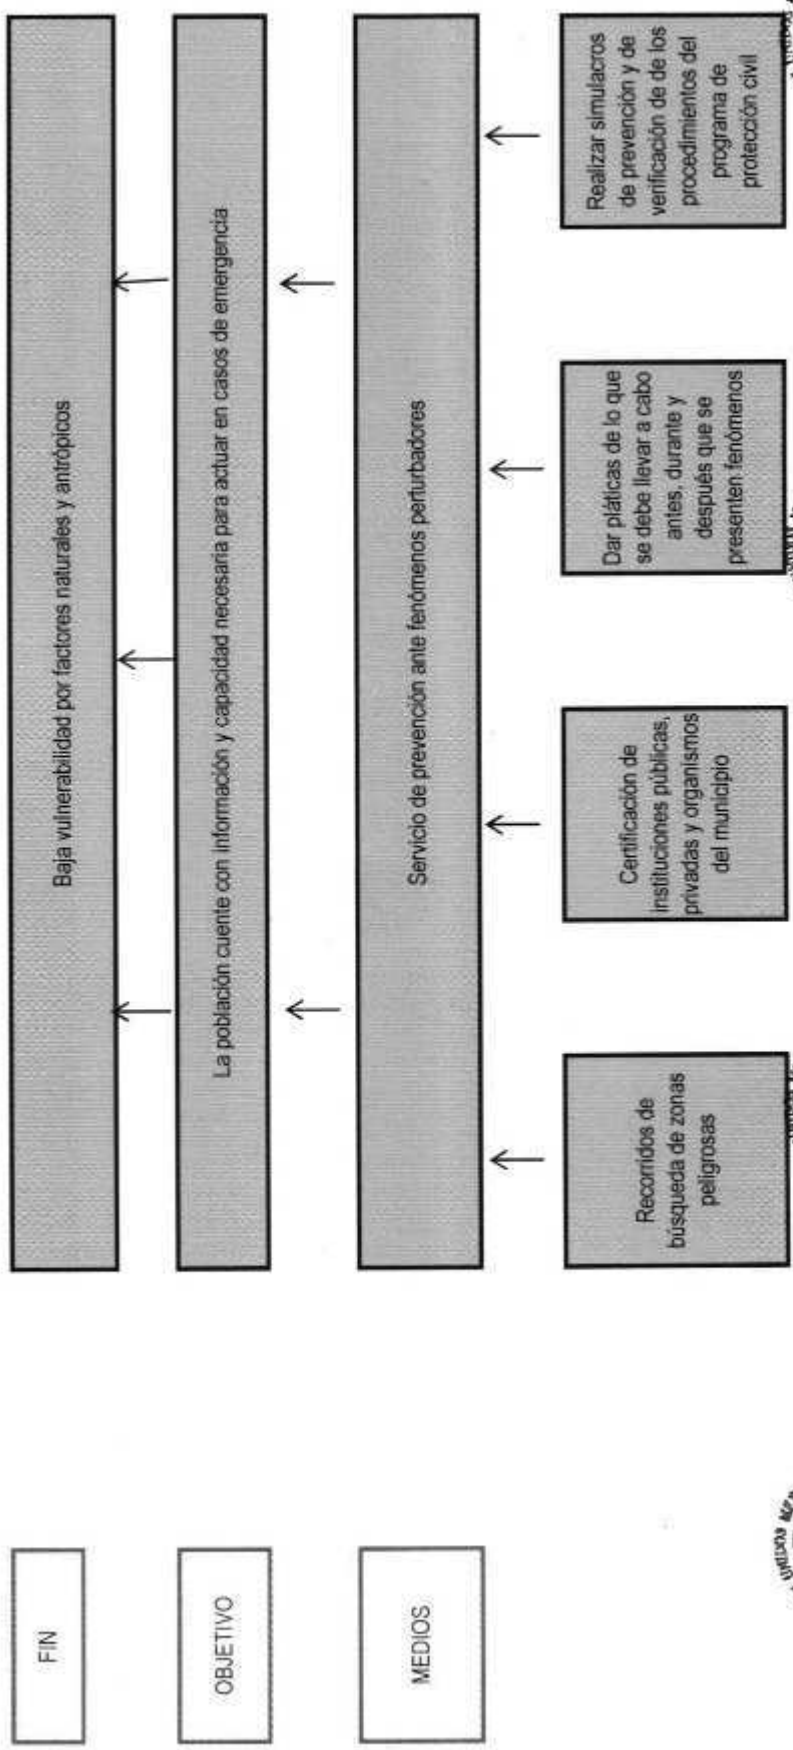 FIN
Baja vulnerabilidad por factores naturales y antrópicos
OBJETIVO
La población cuente con información y capacidad necesaria para actuar en casos de emergencia
MEDIOS
Servicio de prevención ante fenómenos perturbadores
Recorridos de
búsqueda de zonas
peligrosas
Certificación de
instituciones públicas,
privadas y organismos
del municipio
Dar pláticas de lo que
se debe llevar a cabo
antes, durante y
después que se
presenten fenómenos
Realizar simulacros
de prevención y de
verificación de de los
procedimientos del
programa de
protección civil